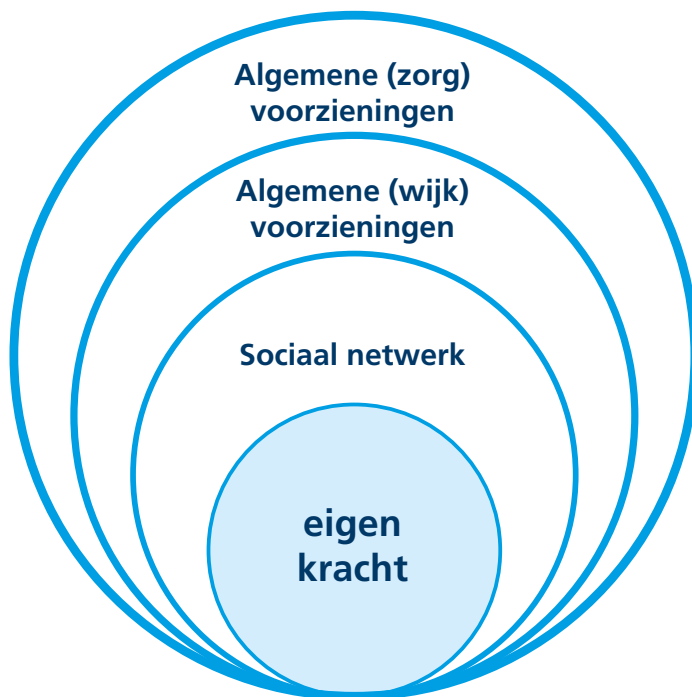 Algemene (zorg)
voorzieningen
Algemene (wijk)
voorzieningen
Sociaal netwerk
eigen
kracht